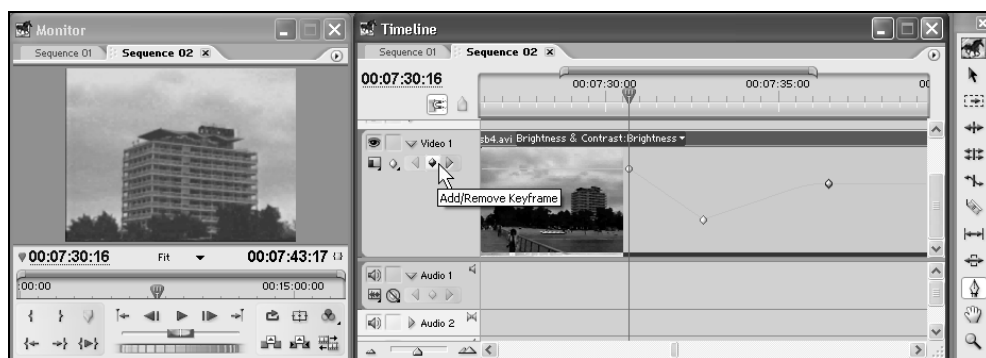 Monitor
Sequence 01 Sequence 02
00:07:30:16 Fit 00:07:43:17
:00:00 00:15:00:00
Timeline
Sequence 01 Sequence 02
00:07:30:16
00:07:30:00 00:07:35:00 00
Video 1
sb4.avi Brightness & Contrast:Brightness
Add/Remove Keyframe
Audio 1
Audio 2